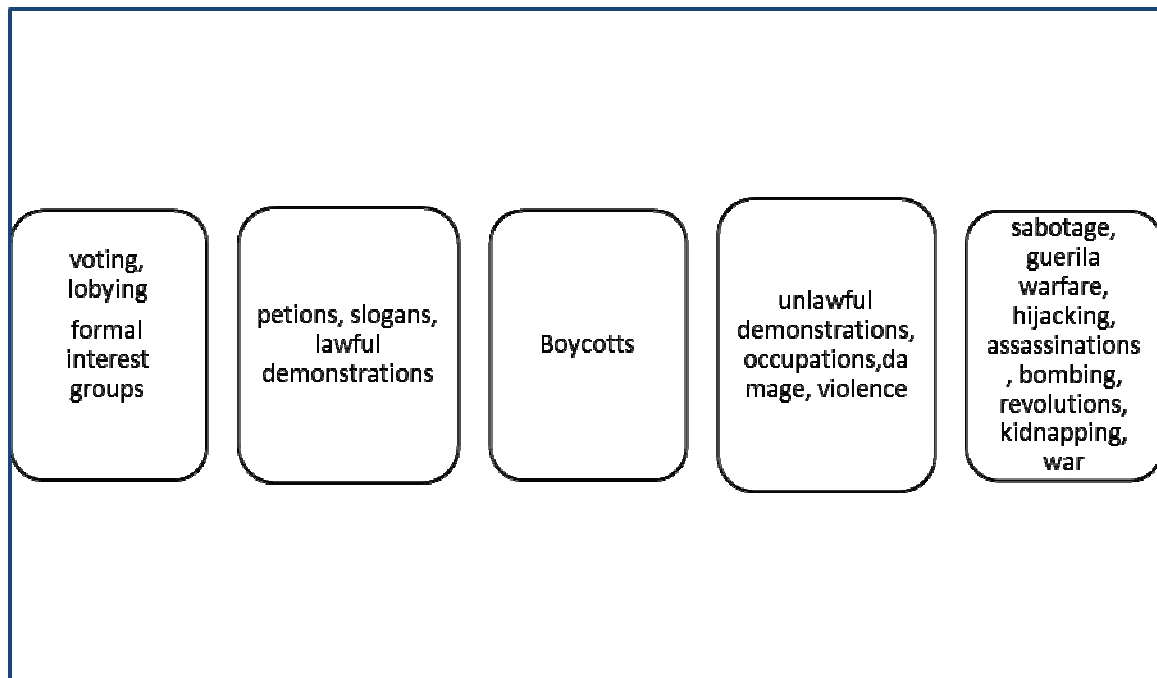 voting,
lobying
formal
interest
groups
petions, slogans,
lawful
demonstrations
Boycotts
unlawful
demonstrations,
occupations,da
mage, violence
sabotage,
guerila
warfare,
hijacking,
assassinations
, bombing,
revolutions,
kidnapping,
war